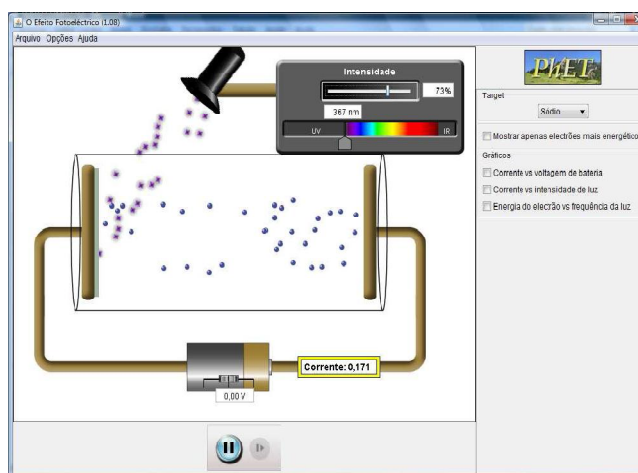 O Efeito Fotoeléctrico (1.08)
Arquivo Opções Ajuda
Intensidade
73%
367 nm
UV
IR
Corrente: 0,171
0,00 V
PhET
Target
Sódio
Mostrar apenas electrões mais energético
Gráficos
Corrente vs voltagem de bateria
Corrente vs intensidade de luz
Energia do electrão vs frequência da luz